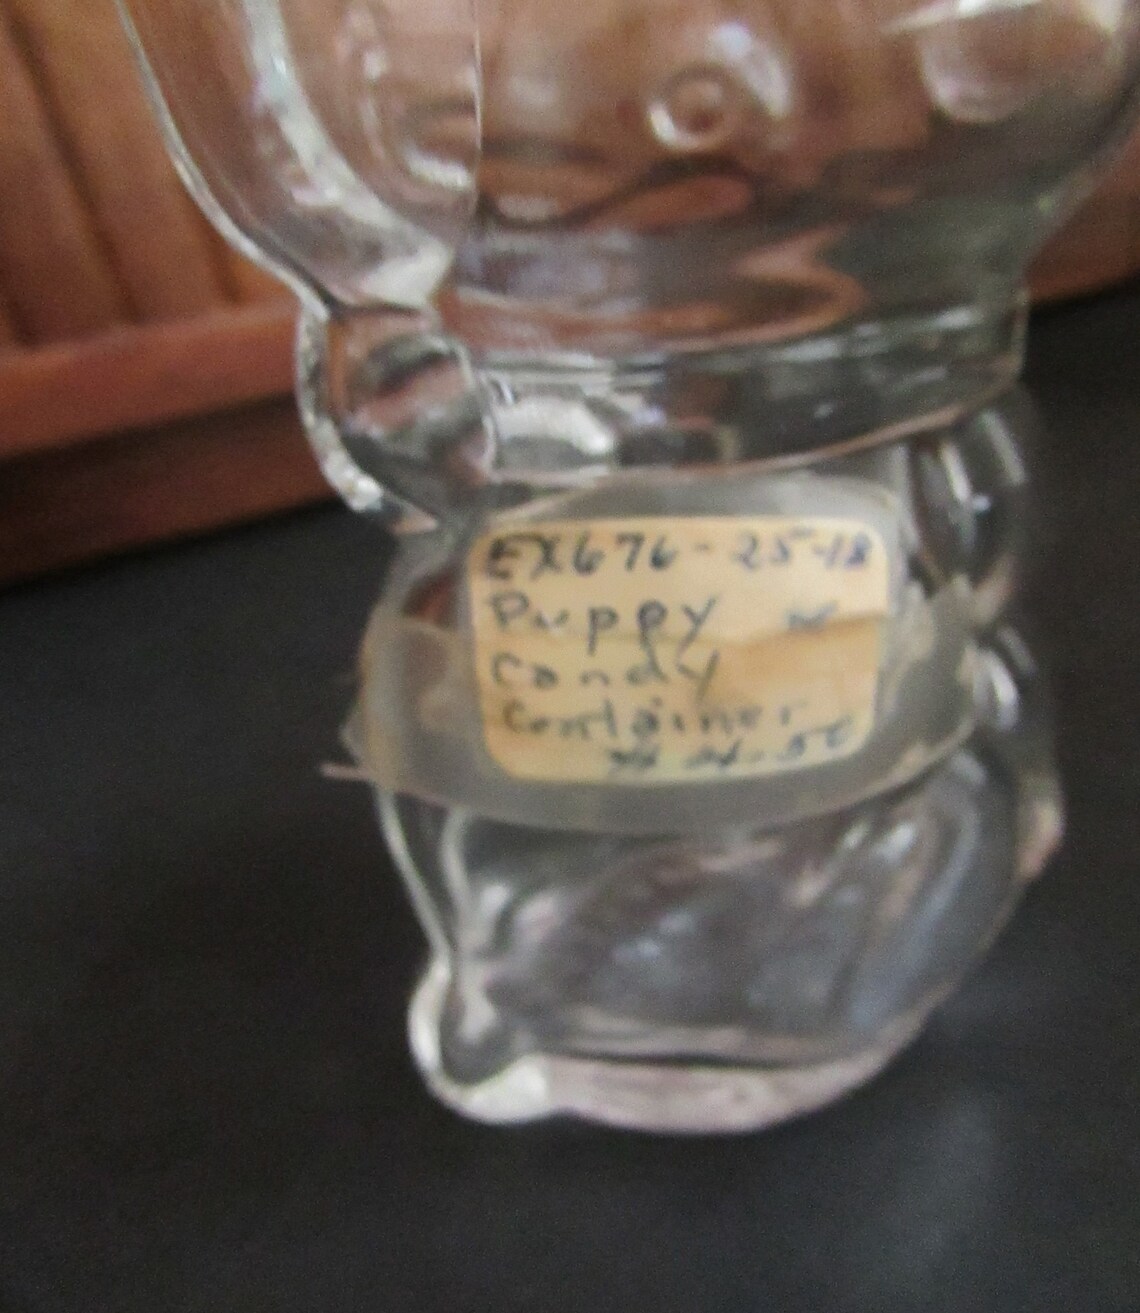 EX676-25-18
Puppy
Candy
Container